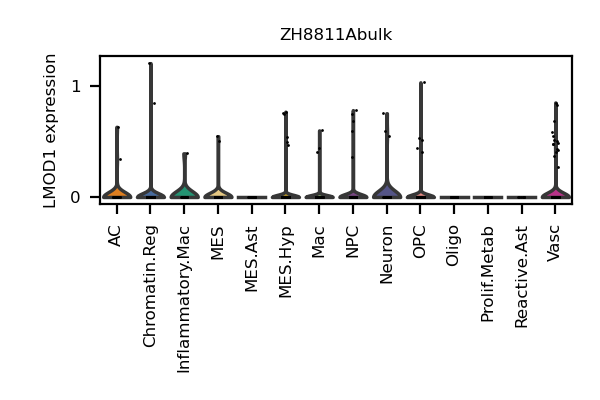 ZH8811Abulk
LMOD1 expression
1
0
AC
Chromatin.Reg
Inflammatory.Mac
MES
MES.Ast
MES.Hyp
Mac
NPC
Neuron
OPC
Oligo
Prolif.Metab
Reactive.Ast
Vasc